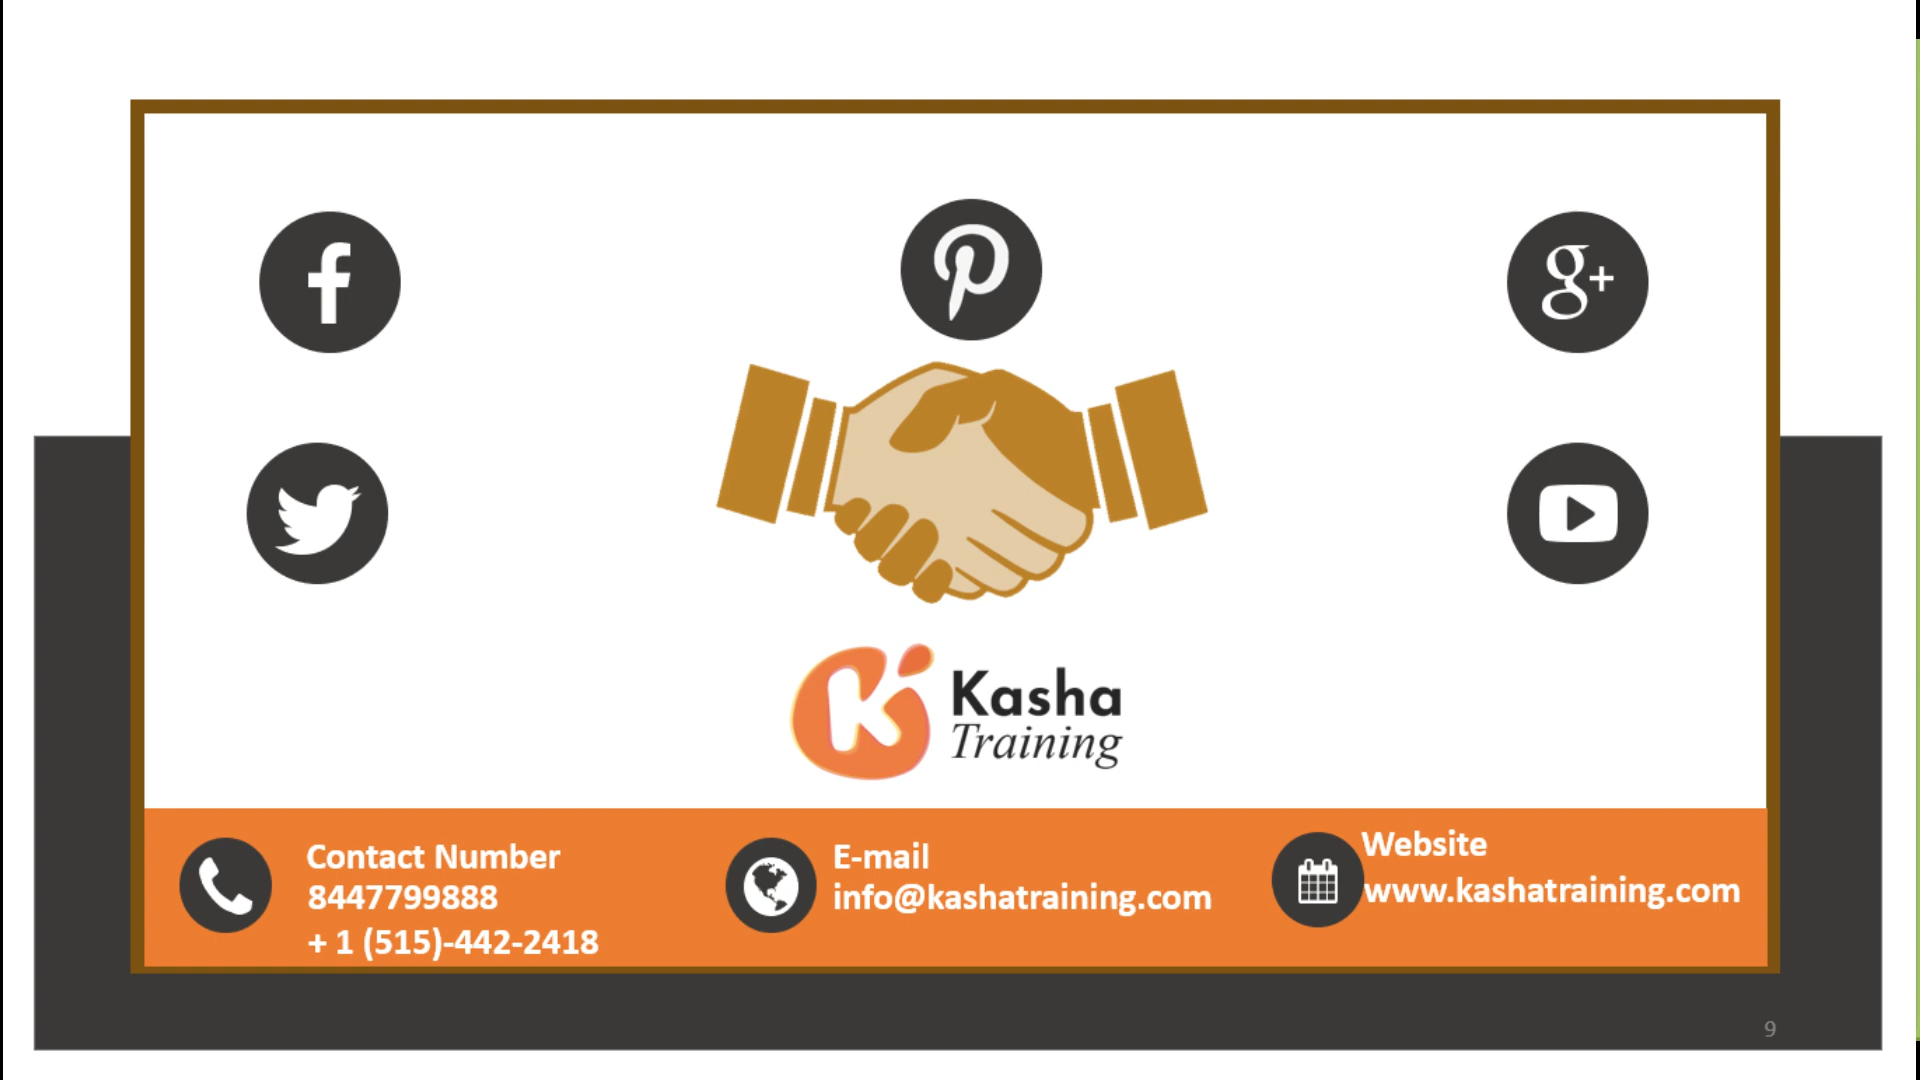 f
g+
Kasha
Training
Contact Number
8447799888
+ 1 (515)-442-2418
E-mail
info@kashatraining.com
Website
www.kashatraining.com
9